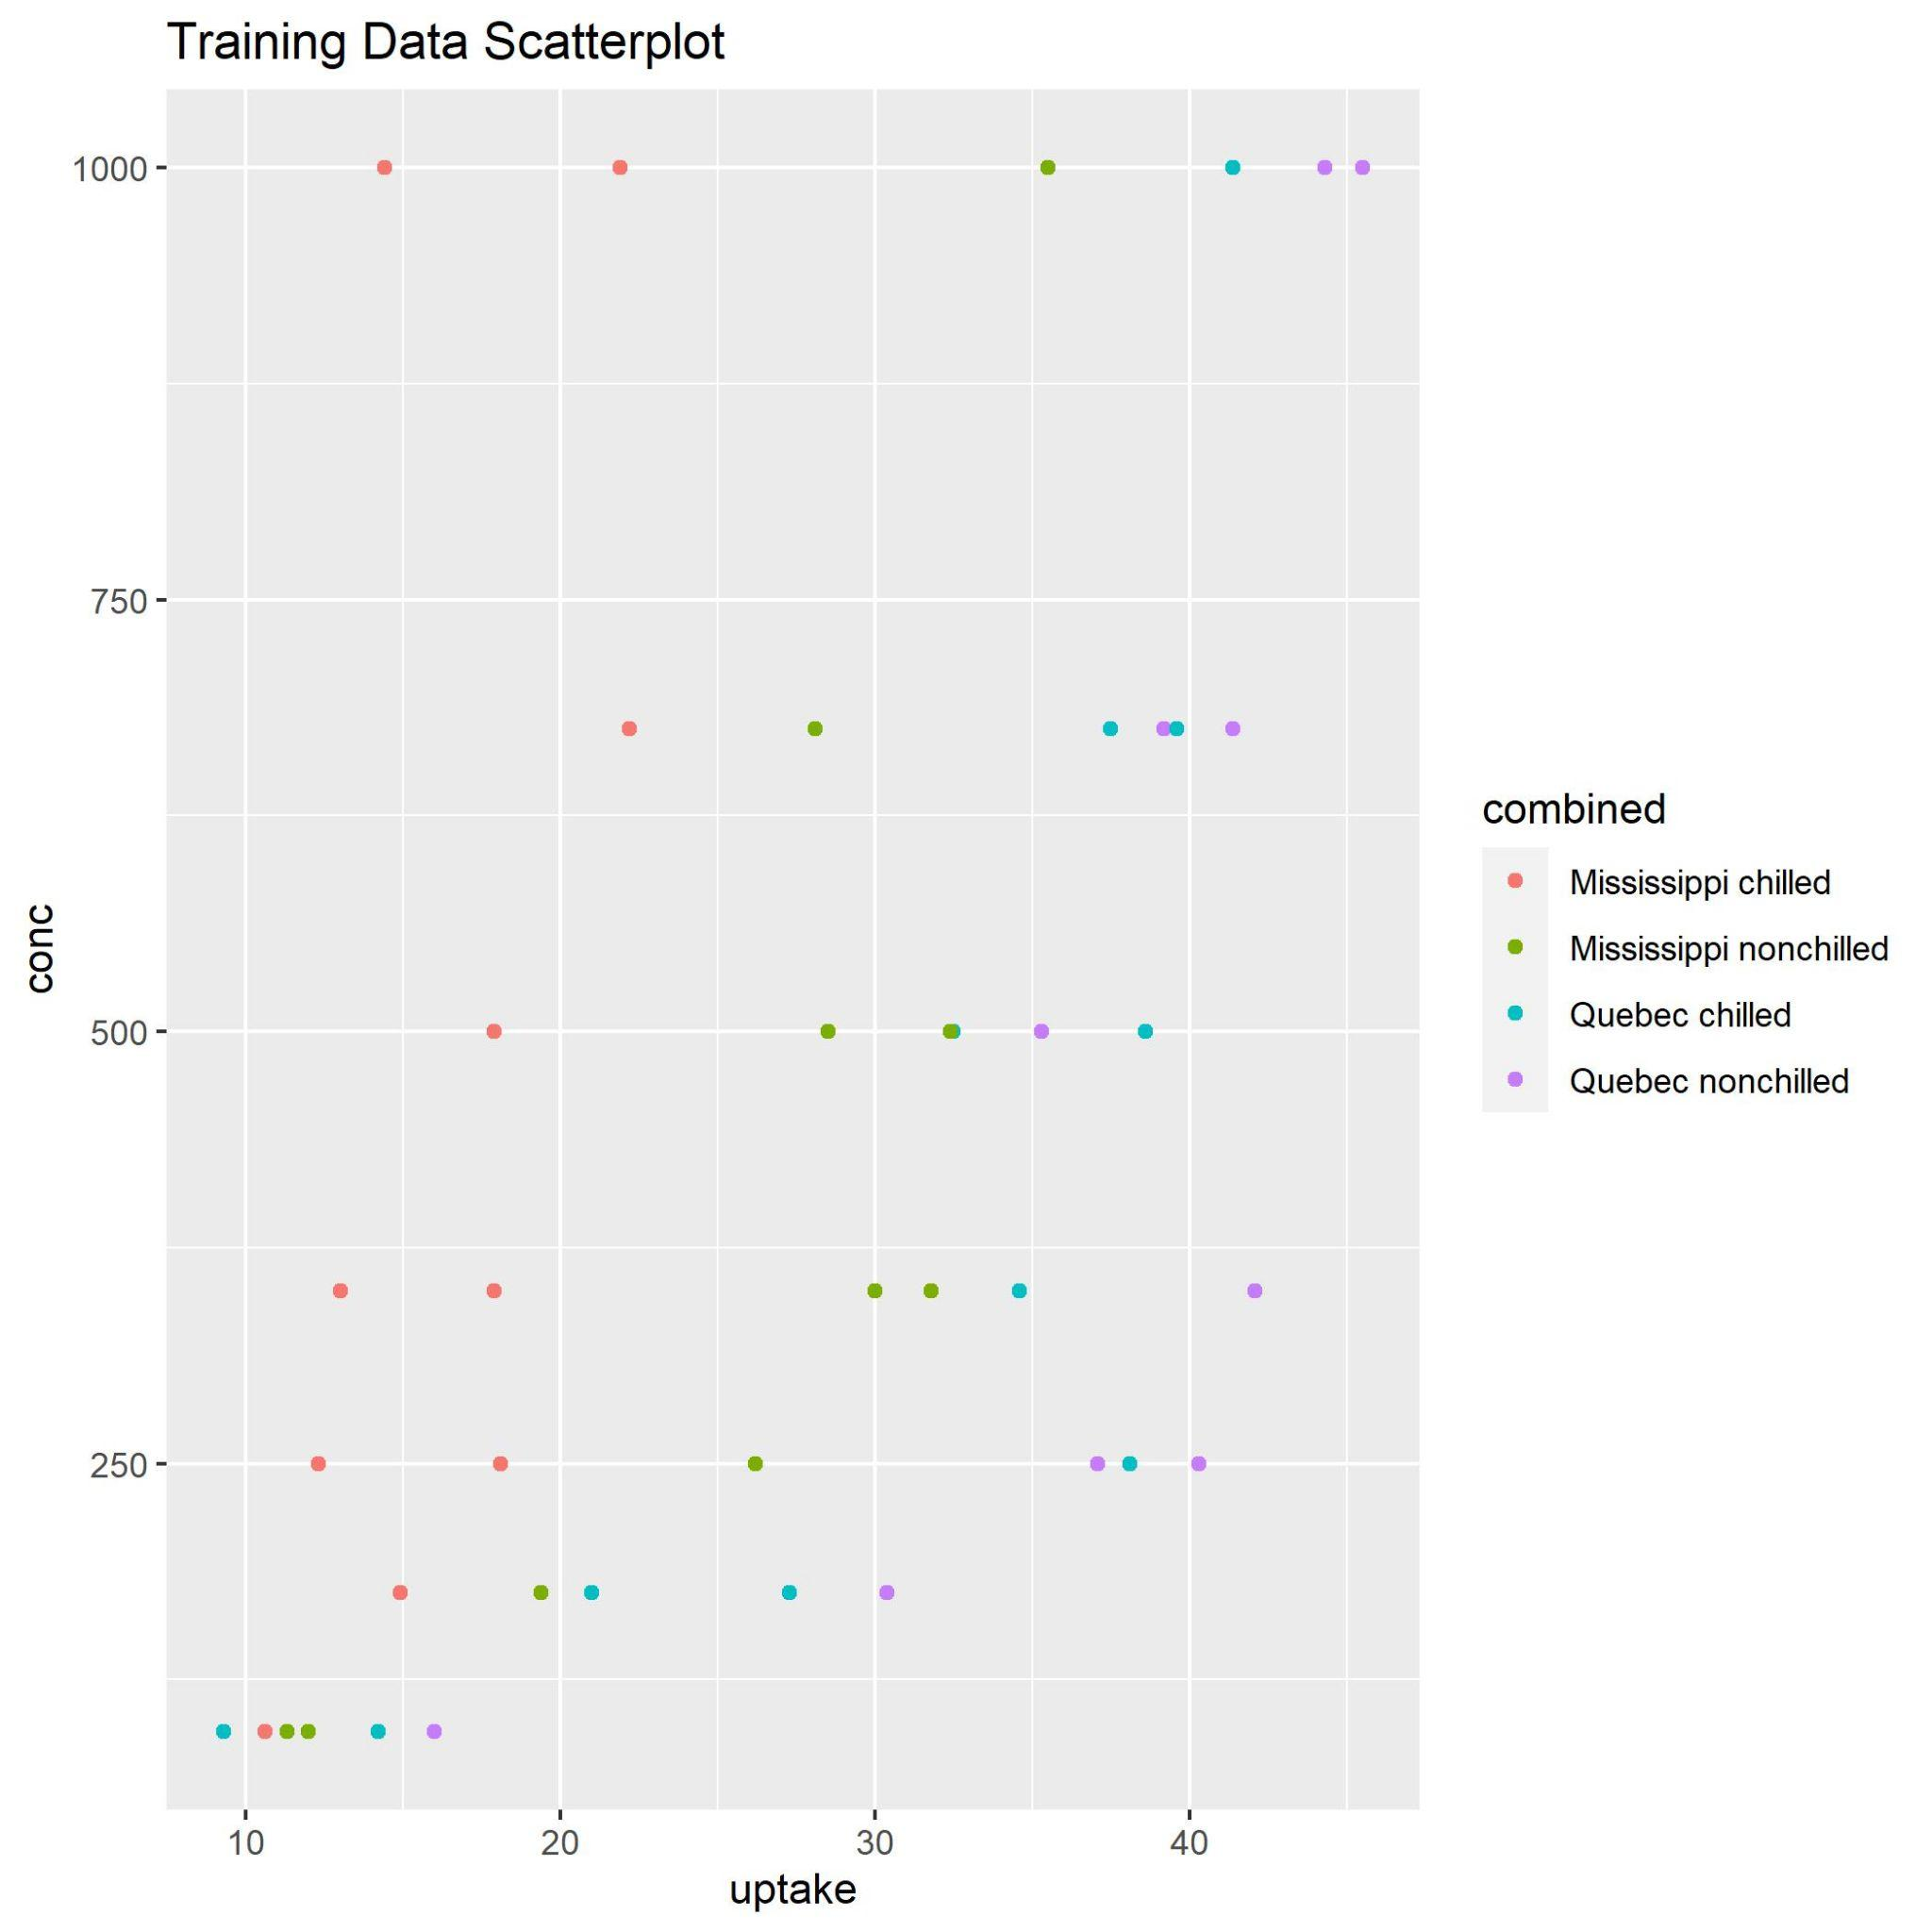 Training Data Scatterplot
1000
750
500
250
conc
10 20 30 40
uptake
combined
Mississippi chilled
Mississippi nonchilled
Quebec chilled
Quebec nonchilled